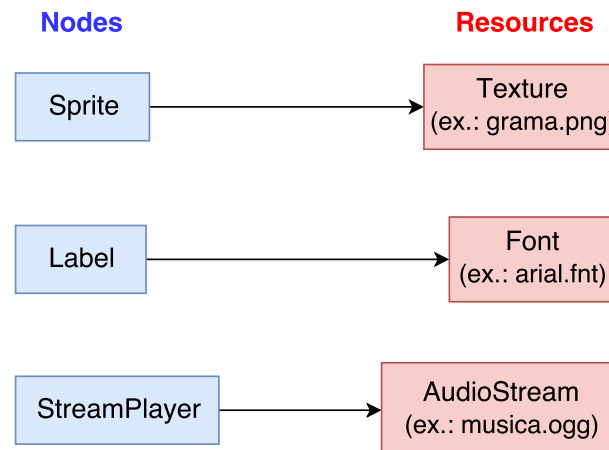 Nodes Resources
Sprite
Texture
(ex.: grama.png)
Label
Font
(ex.: arial.fnt)
StreamPlayer
AudioStream
(ex.: musica.ogg)